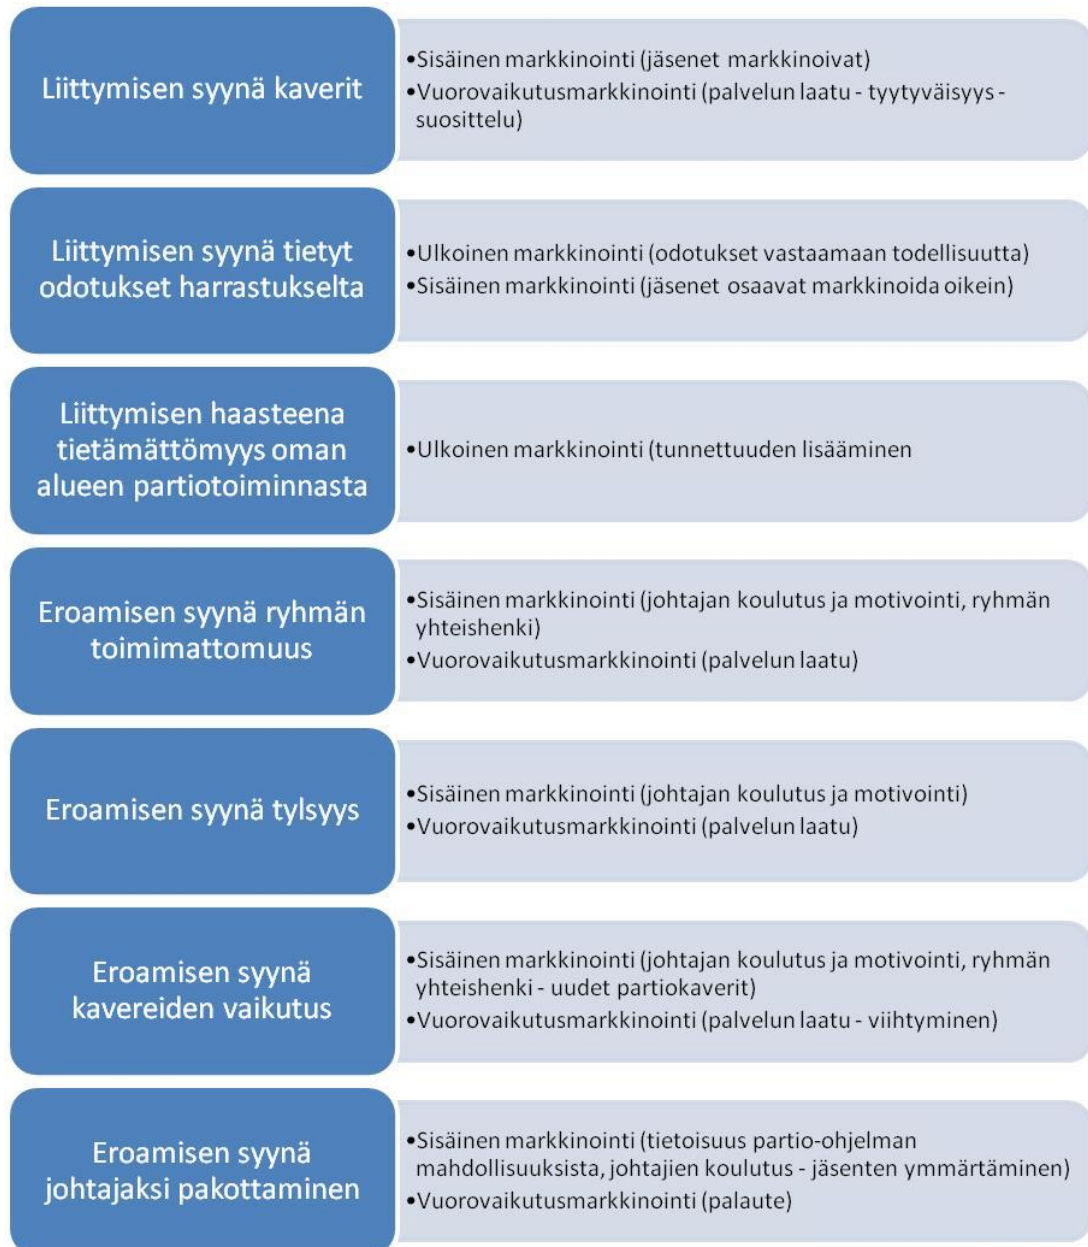 Liittymisen syynä kaverit
•Sisäinen markkinointi (jäsenet markkinoivat)
•Vuorovaikutusmarkkinointi (palvelun laatu - tyytyväisyys -
suosittelu)
Liittymisen syynä tietyt
odotukset harrastukselta
•Ulkoinen markkinointi (odotukset vastaamaan todellisuutta)
•Sisäinen markkinointi (jäsenet osaavat markkinoida oikein)
Liittymisen haasteena
tietämättömyys oman
alueen partiotoiminnasta
•Ulkoinen markkinointi (tunnettuuden lisääminen
Eroamisen syynä ryhmän
toimimattomuus
•Sisäinen markkinointi (johtajan koulutus ja motivointi, ryhmän
yhteishenki)
•Vuorovaikutusmarkkinointi (palvelun laatu)
Eroamisen syynä tylsyys
•Sisäinen markkinointi (johtajan koulutus ja motivointi)
•Vuorovaikutusmarkkinointi (palvelun laatu)
Eroamisen syynä
kavereiden vaikutus
•Sisäinen markkinointi (johtajan koulutus ja motivointi, ryhmän
yhteishenki - uudet partiokaverit)
•Vuorovaikutusmarkkinointi (palvelun laatu - viihtyminen)
Eroamisen syynä
johtajaksi pakottaminen
•Sisäinen markkinointi (tietoisuus partio-ohjelman
mahdollisuuksista, johtajien koulutus - jäsenten ymmärtäminen)
•Vuorovaikutusmarkkinointi (palaute)